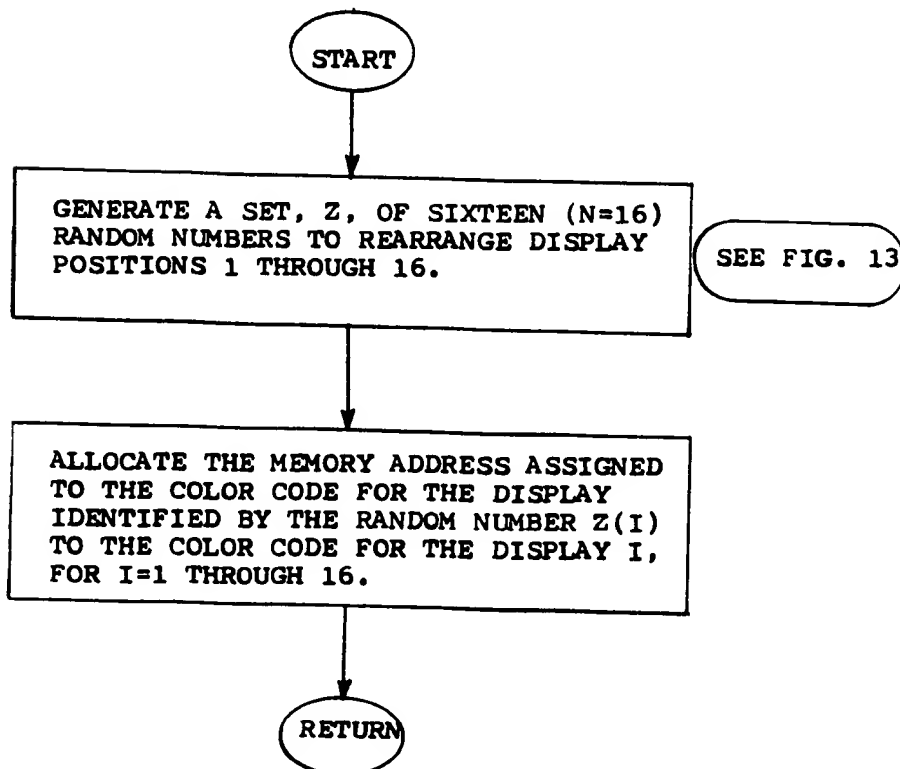 START
GENERATE A SET, Z, OF SIXTEEN (N=16)
RANDOM NUMBERS TO REARRANGE DISPLAY
POSITIONS 1 THROUGH 16.
SEE FIG. 13
ALLOCATE THE MEMORY ADDRESS ASSIGNED
TO THE COLOR CODE FOR THE DISPLAY
IDENTIFIED BY THE RANDOM NUMBER Z(I)
TO THE COLOR CODE FOR THE DISPLAY I,
FOR I=1 THROUGH 16.
RETURN